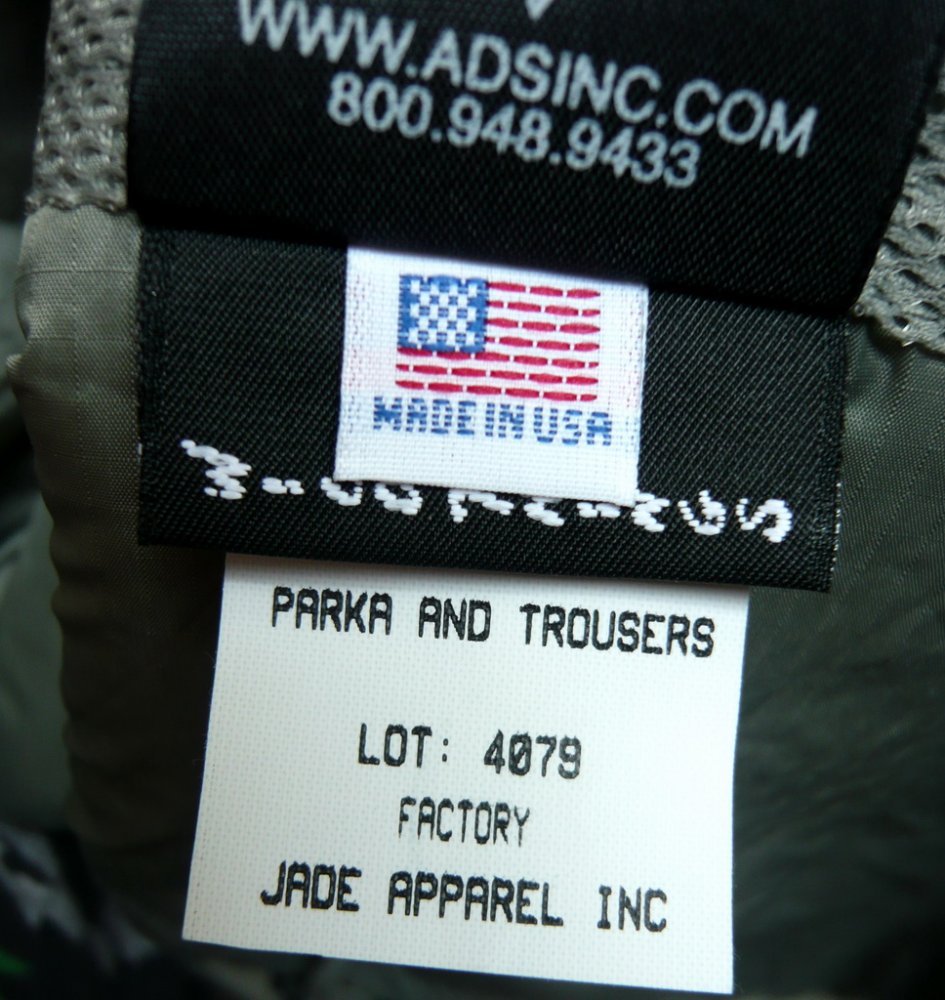 WWW.ADSINC.COM
800.948.9433
MADE IN USA
PARKA AND TROUSERS
LOT: 4079
FACTORY
JADE APPAREL INC